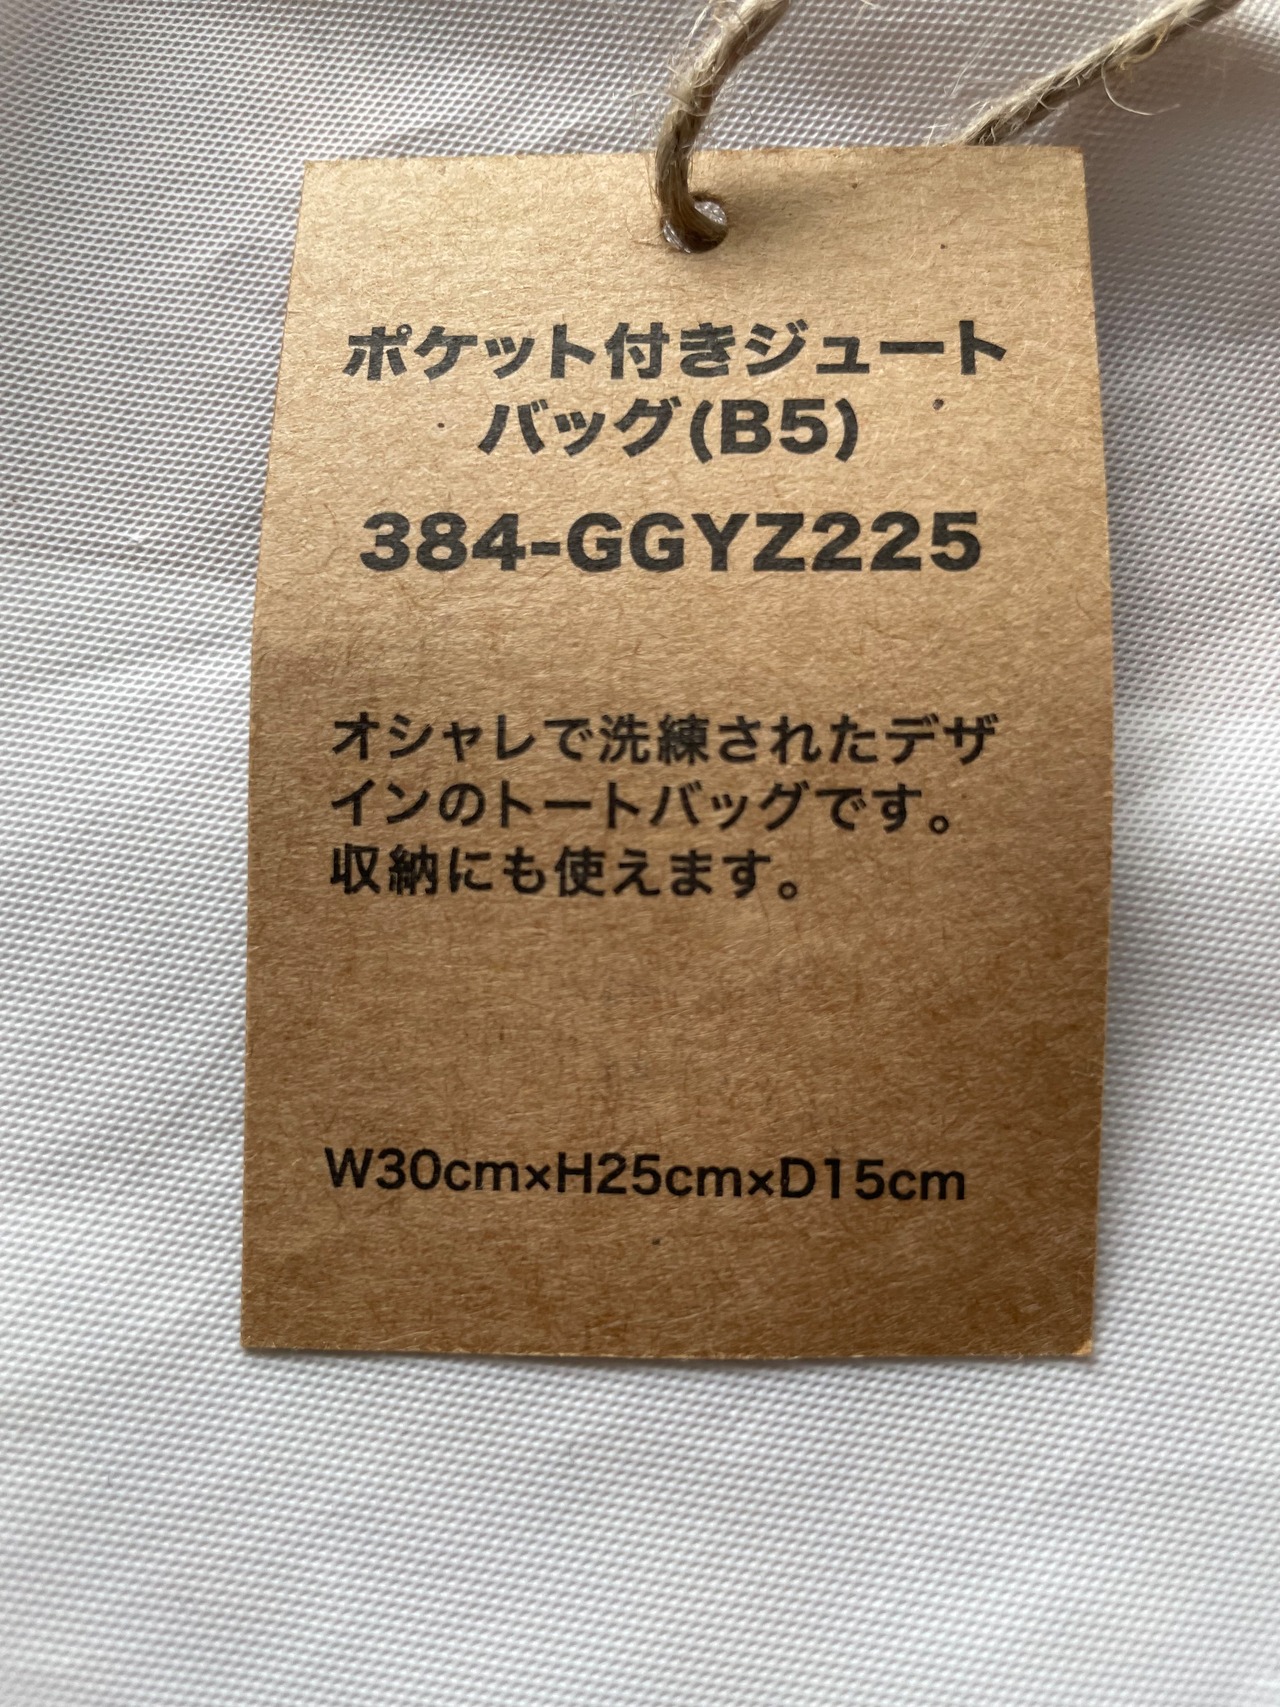 ポケット付きジュート
バッグ(B5)
384-GGYZ225
オシャレで洗練されたデザ
インのトートバッグです。
収納にも使えます。
W30cm×H25cm×D15cm